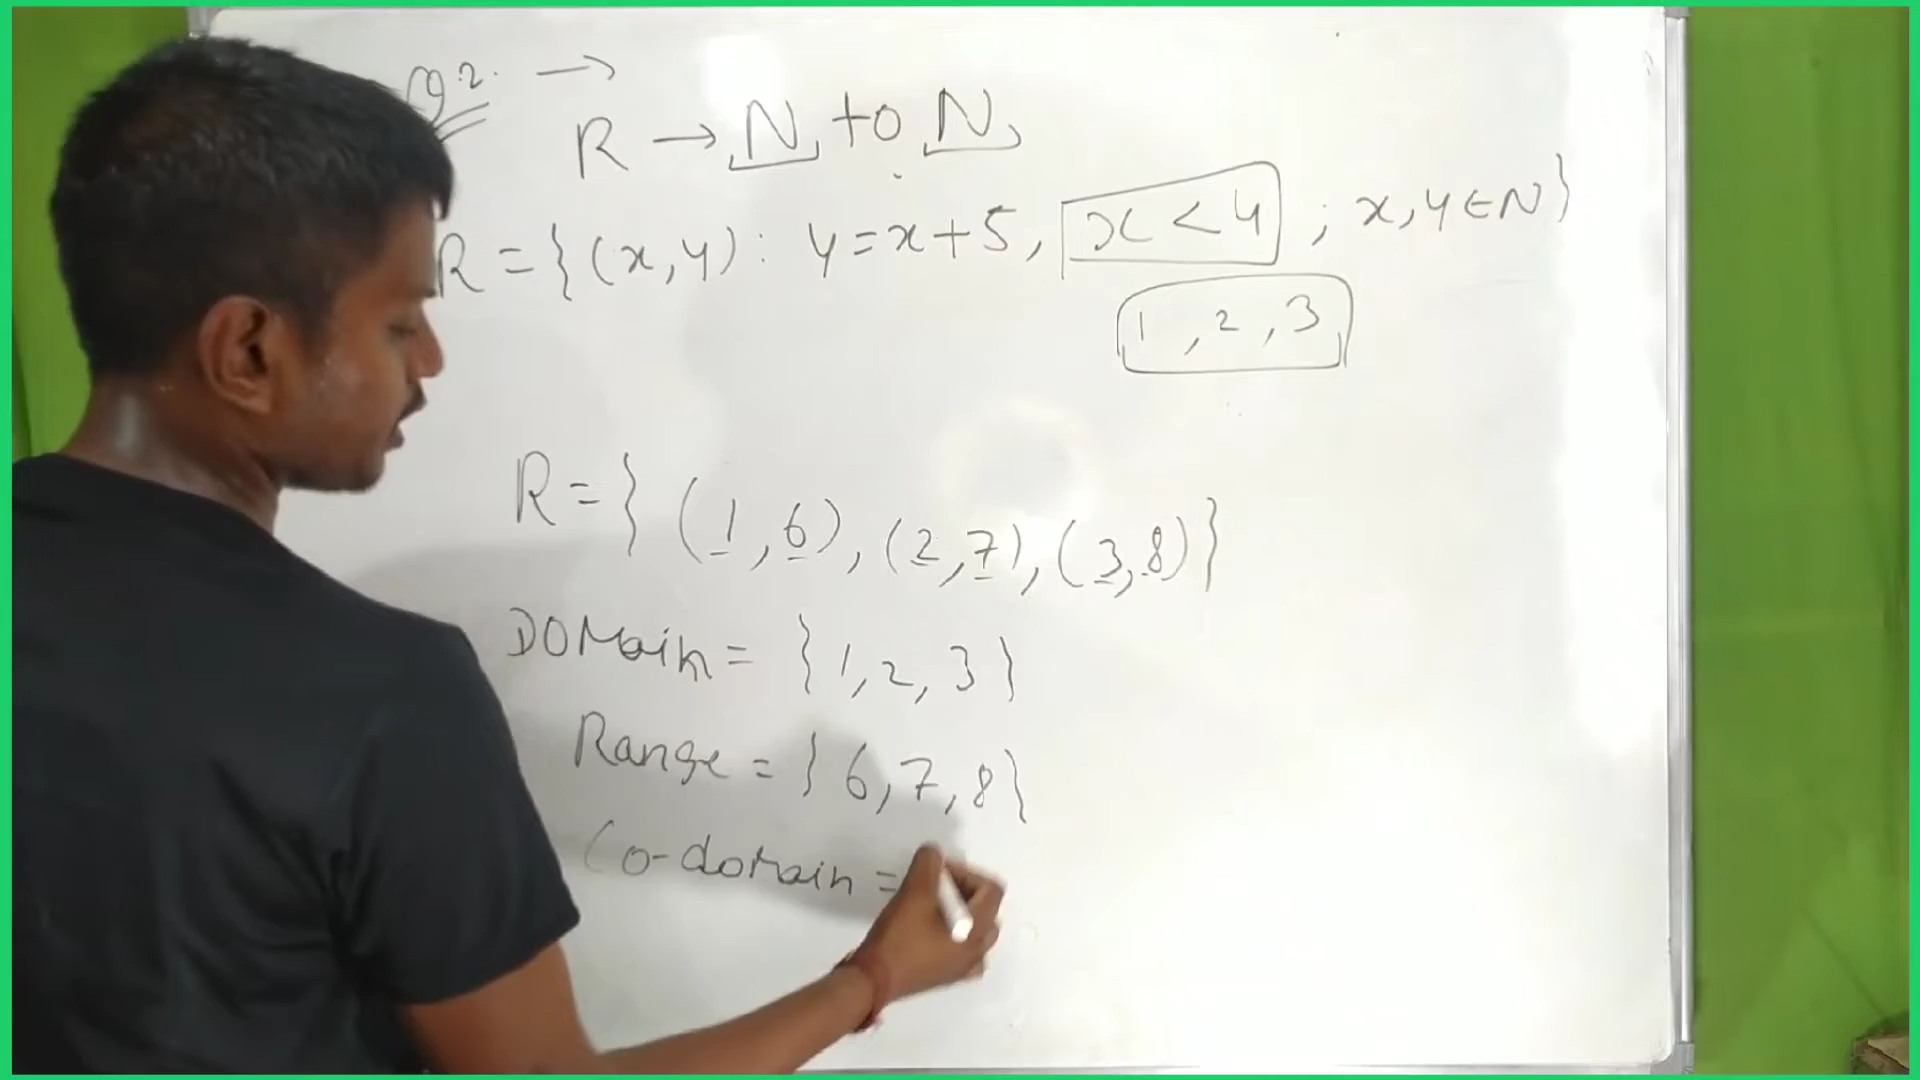 Q2. →
R → N to N
R = {(x,y): y=x+5, x<4 ; x,y∈N}
1, 2, 3
R = { (1,6), (2,7), (3,8) }
Domain = {1,2,3}
Range = {6,7,8}
Co-domain =